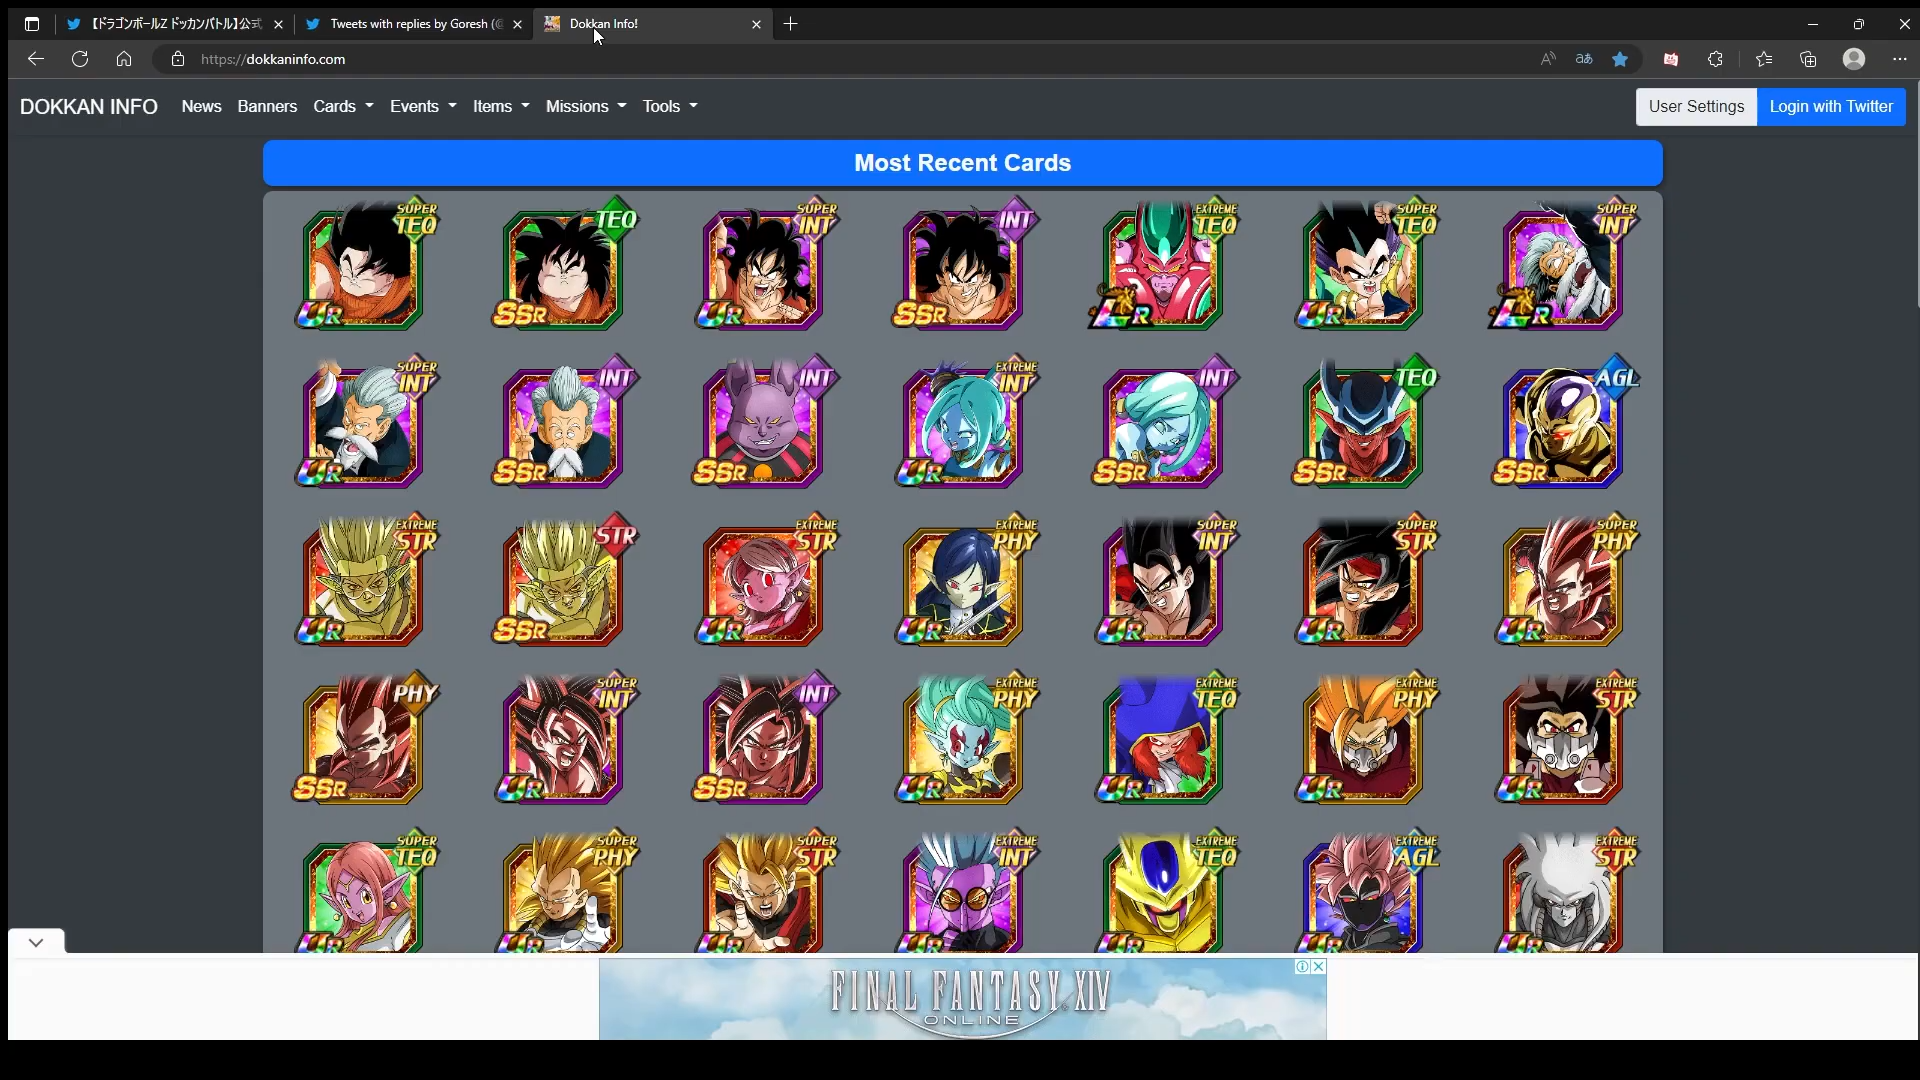 【ドラゴンボールZ ドッカンバトル】公式
Tweets with replies by Goresh (@
Dokkan Info!
https://dokkaninfo.com
DOKKAN INFO
News
Banners
Cards
Events
Items
Missions
Tools
User Settings
Login with Twitter
Most Recent Cards
SUPER TEQ UR
TEQ SSR
SUPER INT UR
INT SSR
EXTREME TEQ LR
SUPER TEQ UR
SUPER INT LR
SUPER INT UR
INT SSR
INT SSR
EXTREME INT UR
INT SSR
TEQ SSR
AGL SSR
EXTREME STR UR
STR SSR
EXTREME STR UR
EXTREME PHY UR
SUPER INT UR
SUPER STR UR
SUPER PHY UR
PHY SSR
SUPER INT UR
INT SSR
EXTREME PHY UR
EXTREME TEQ UR
EXTREME PHY UR
EXTREME STR UR
SUPER TEQ UR
SUPER PHY UR
SUPER STR UR
EXTREME INT UR
EXTREME TEQ UR
EXTREME AGL UR
EXTREME STR UR
FINAL FANTASY XIV
ONLINE